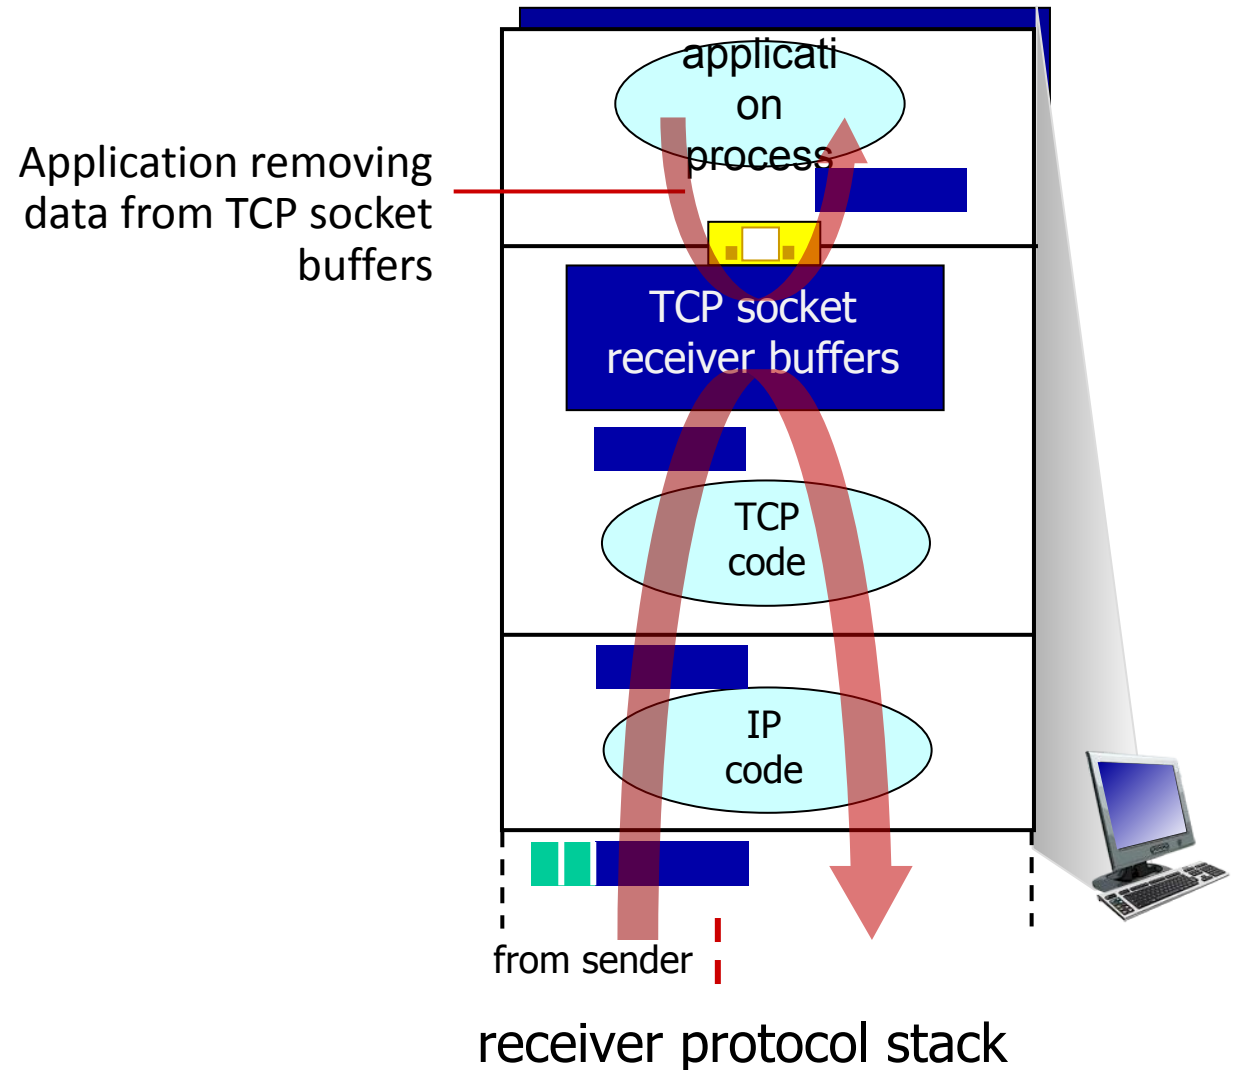 applicati
on
process
Application removing
data from TCP socket
buffers
TCP socket
receiver buffers
TCP
code
IP
code
from sender
receiver protocol stack